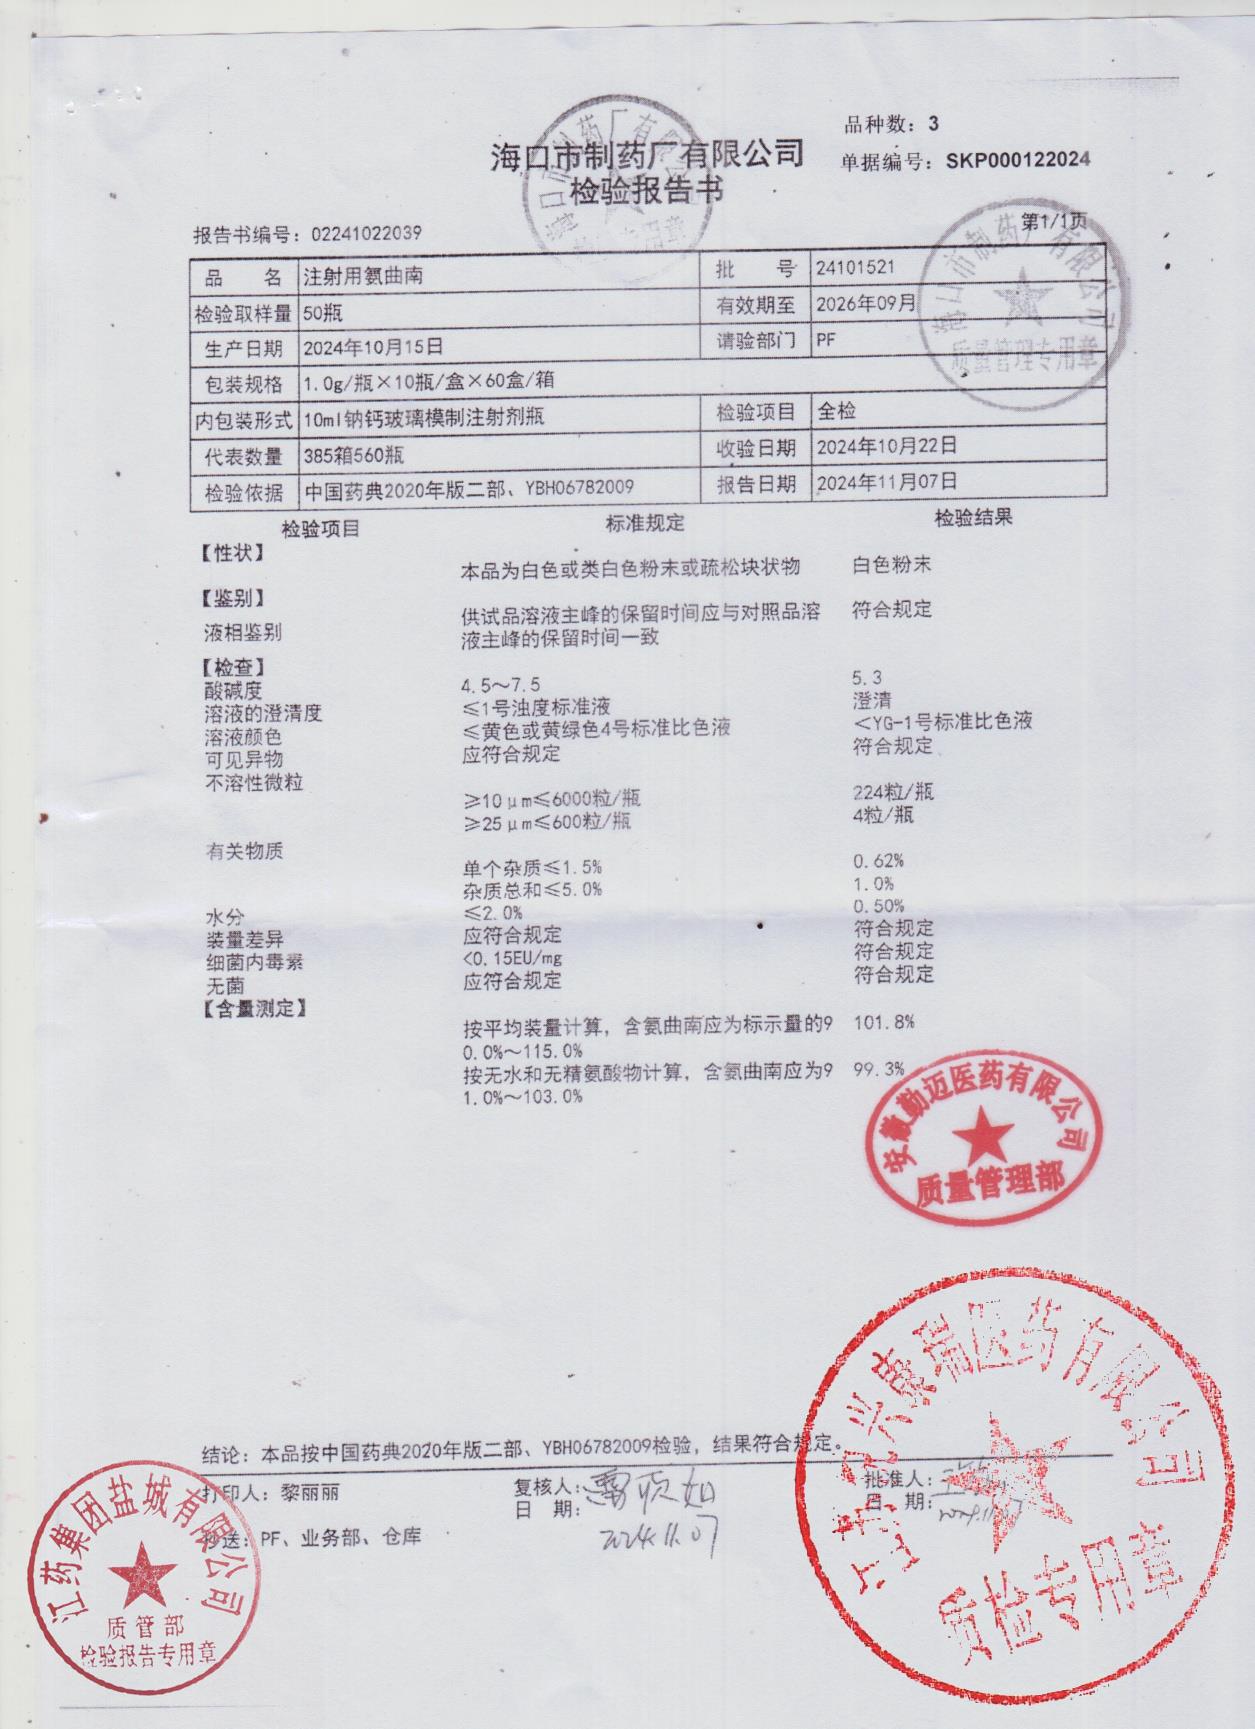 品种数：3
海口市制药厂有限公司
单据编号：SKP000122024
检验报告书
报告书编号：02241022039
第1/1页
品　　名 注射用氨曲南 批　　号 24101521
检验取样量 50瓶 有效期至 2026年09月
生产日期 2024年10月15日 请验部门 PF
包装规格 1.0g/瓶×10瓶/盒×60盒/箱
内包装形式 10ml钠钙玻璃模制注射剂瓶 检验项目 全检
代表数量 385箱560瓶 收验日期 2024年10月22日
检验依据 中国药典2020年版二部、YBH06782009 报告日期 2024年11月07日
检验项目 标准规定 检验结果
【性状】
本品为白色或类白色粉末或疏松块状物 白色粉末
【鉴别】
液相鉴别 供试品溶液主峰的保留时间应与对照品溶 符合规定
液主峰的保留时间一致
【检查】
酸碱度 4.5～7.5 5.3
溶液的澄清度 ≤1号浊度标准液 澄清
溶液颜色 ≤黄色或黄绿色4号标准比色液 <YG-1号标准比色液
可见异物 应符合规定 符合规定
不溶性微粒
≥10μm≤6000粒/瓶 224粒/瓶
≥25μm≤600粒/瓶 4粒/瓶
有关物质
单个杂质≤1.5% 0.62%
杂质总和≤5.0% 1.0%
水分 ≤2.0% 0.50%
装量差异 应符合规定 符合规定
细菌内毒素 <0.15EU/mg 符合规定
无菌 应符合规定 符合规定
【含量测定】
按平均装量计算，含氨曲南应为标示量的9 101.8%
0.0%～115.0%
按无水和无精氨酸物计算，含氨曲南应为9 99.3%
1.0%～103.0%
安徽勤迈医药有限公司
质量管理部
结论：本品按中国药典2020年版二部、YBH06782009检验，结果符合规定。
打印人：黎丽丽 复核人： 批准人：
日　期：2024.11.07 日　期：
抄送：PF、业务部、仓库
海口市制药厂有限公司
质量管理专用章
江药集团盐城有限公司
质管部
检验报告专用章
瑞医药有限公司
质检专用章